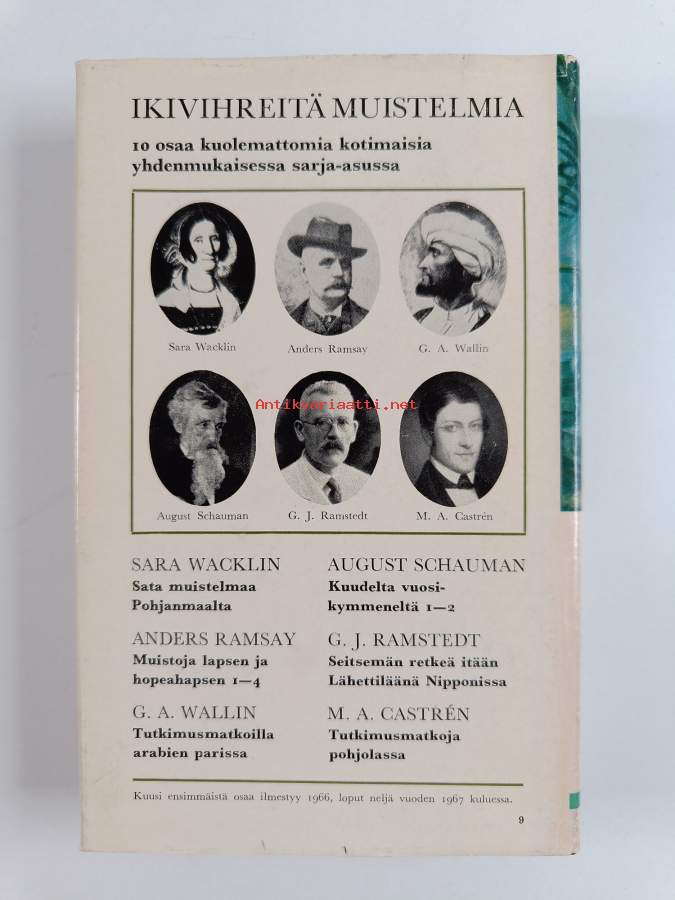 IKIVIHREITÄ MUISTELMIA
10 osaa kuolemattomia kotimaisia
yhdenmukaisessa sarja-asussa
Sara Wacklin
Anders Ramsay
G. A. Wallin
Antikvariaatti.net
August Schauman
G. J. Ramstedt
M. A. Castrén
SARA WACKLIN
Sata muistelmaa
Pohjanmaalta
ANDERS RAMSAY
Muistoja lapsen ja
hopeahapsen 1—4
G. A. WALLIN
Tutkimusmatkoilla
arabien parissa
AUGUST SCHAUMAN
Kuudelta vuosi-
kymmeneltä 1—2
G. J. RAMSTEDT
Seitsemän retkeä itään
Lähettiläänä Nipponissa
M. A. CASTRÉN
Tutkimusmatkoja
pohjolassa
Kuusi ensimmäistä osaa ilmestyy 1966, loput neljä vuoden 1967 kuluessa.
9